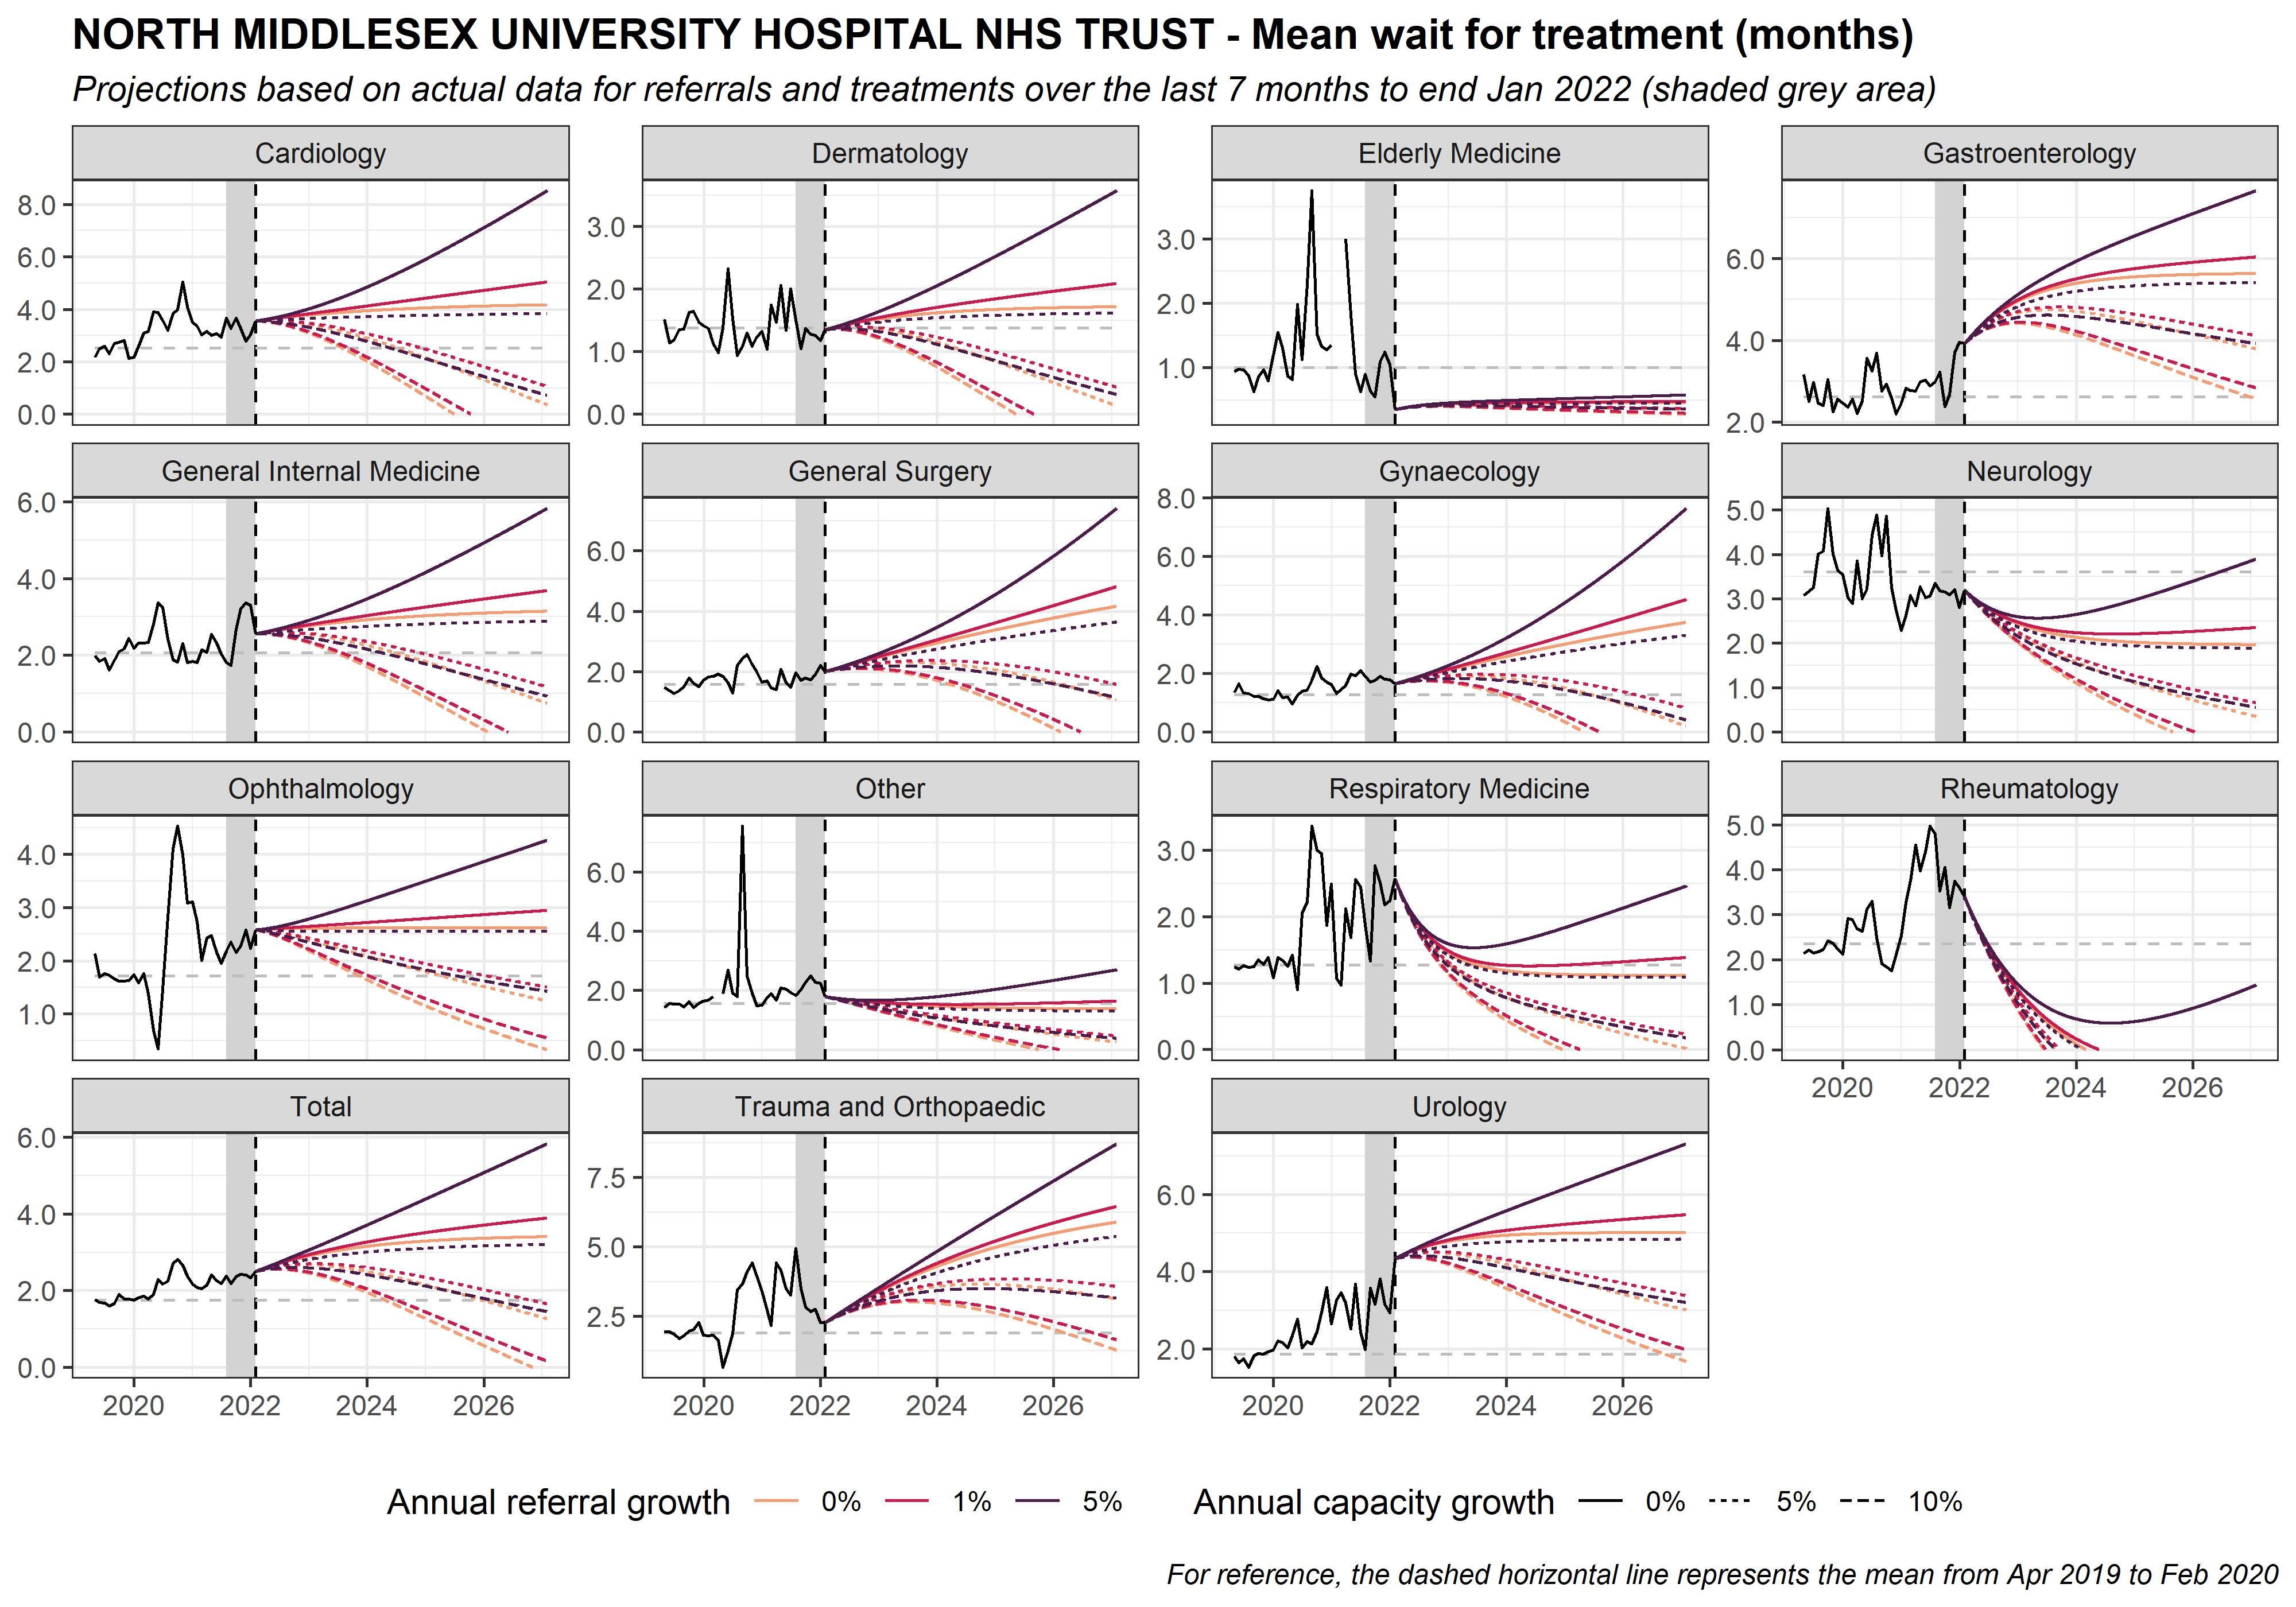 NORTH MIDDLESEX UNIVERSITY HOSPITAL NHS TRUST - Mean wait for treatment (months)
Projections based on actual data for referrals and treatments over the last 7 months to end Jan 2022 (shaded grey area)
Cardiology
8.0
6.0
4.0
2.0
0.0
Dermatology
3.0
2.0
1.0
0.0
Elderly Medicine
3.0
2.0
1.0
Gastroenterology
6.0
4.0
2.0
General Internal Medicine
6.0
4.0
2.0
0.0
General Surgery
6.0
4.0
2.0
0.0
Gynaecology
8.0
6.0
4.0
2.0
0.0
Neurology
5.0
4.0
3.0
2.0
1.0
0.0
Ophthalmology
4.0
3.0
2.0
1.0
Other
6.0
4.0
2.0
0.0
Respiratory Medicine
3.0
2.0
1.0
0.0
Rheumatology
5.0
4.0
3.0
2.0
1.0
0.0
2020 2022 2024 2026
Total
6.0
4.0
2.0
0.0
2020 2022 2024 2026
Trauma and Orthopaedic
7.5
5.0
2.5
2020 2022 2024 2026
Urology
6.0
4.0
2.0
2020 2022 2024 2026
Annual referral growth 0% 1% 5% Annual capacity growth 0% 5% 10%
For reference, the dashed horizontal line represents the mean from Apr 2019 to Feb 2020